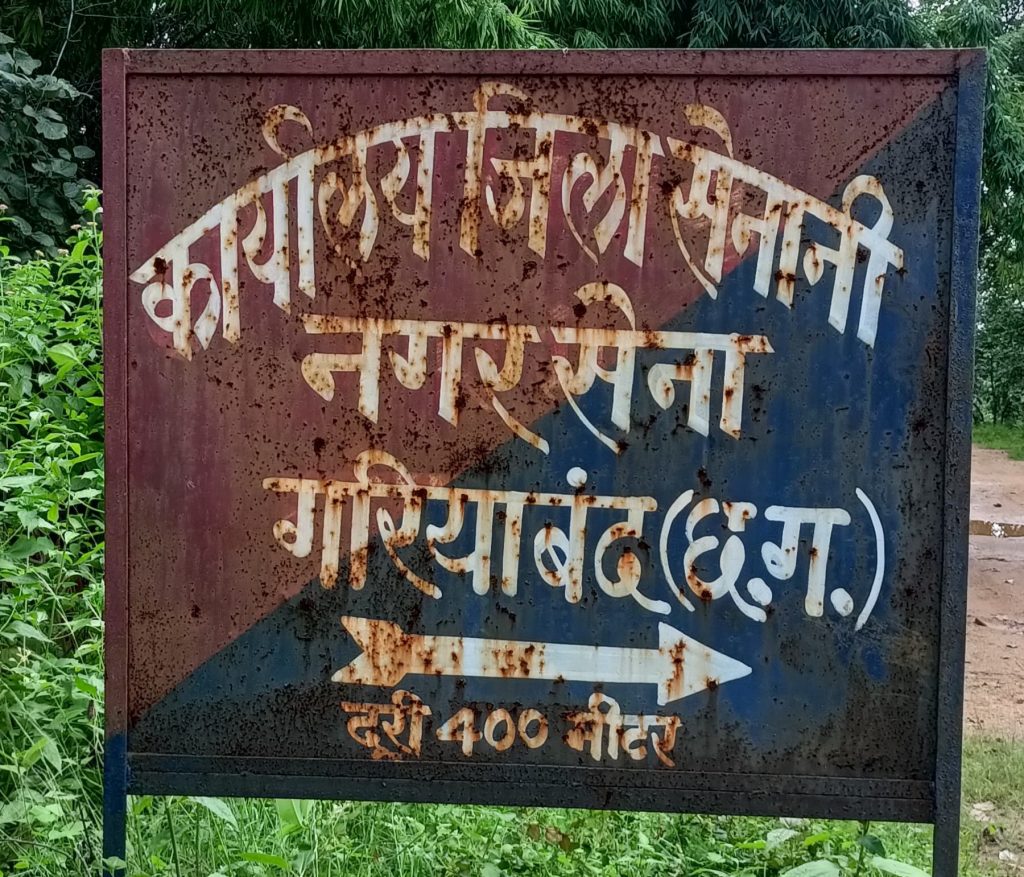 कार्यालय जिला सेनानी
नगर सेना
गरियाबंद (छ.ग.)
दूरी 400 मीटर